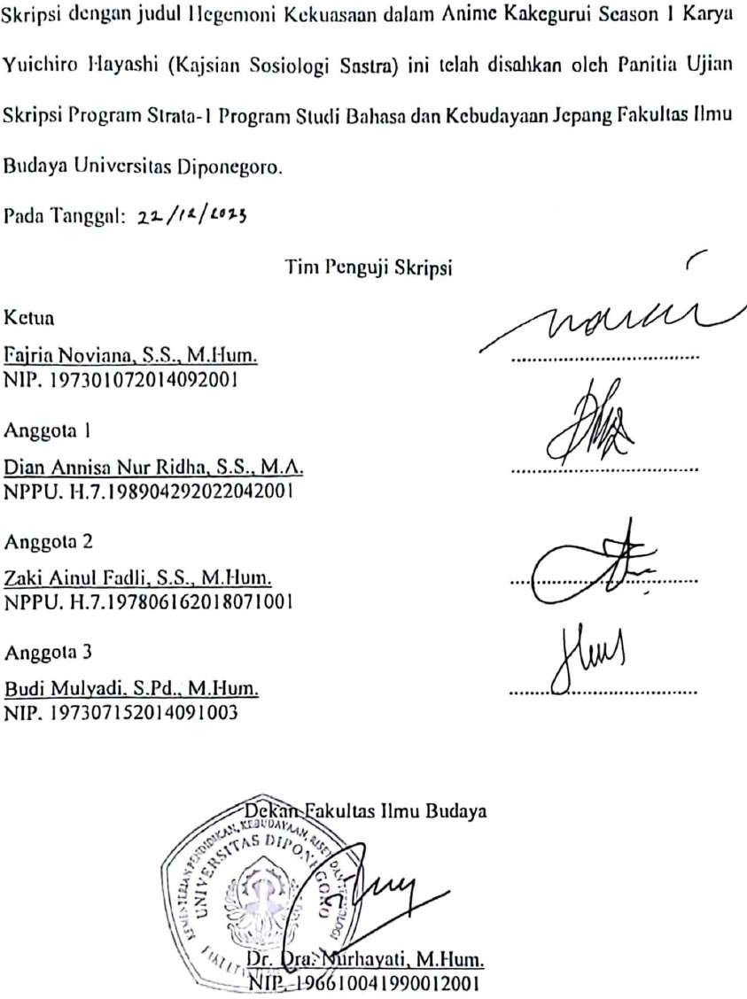 Skripsi dengan judul Hegemoni Kekuasaan dalam Anime Kakegurui Season 1 Karya
Yuichiro Hayashi (Kajsian Sosiologi Sastra) ini telah disahkan oleh Panitia Ujian
Skripsi Program Strata-1 Program Studi Bahasa dan Kebudayaan Jepang Fakultas Ilmu
Budaya Universitas Diponegoro.
Pada Tanggal: 22/12/2023
Tim Penguji Skripsi
Ketua
Fajria Noviana, S.S., M.Hum.
NIP. 197301072014092001
Anggota 1
Dian Annisa Nur Ridha, S.S., M.A.
NPPU. H.7.198904292022042001
Anggota 2
Zaki Ainul Fadli, S.S., M.Hum.
NPPU. H.7.197806162018071001
Anggota 3
Budi Mulyadi, S.Pd., M.Hum.
NIP. 197307152014091003
Dekan Fakultas Ilmu Budaya
KEMENTERIAN PENDIDIKAN, KEBUDAYAAN, RISET DAN TEKNOLOGI
UNIVERSITAS DIPONEGORO
Dr. Dra. Nurhayati, M.Hum.
NIP. 196610041990012001